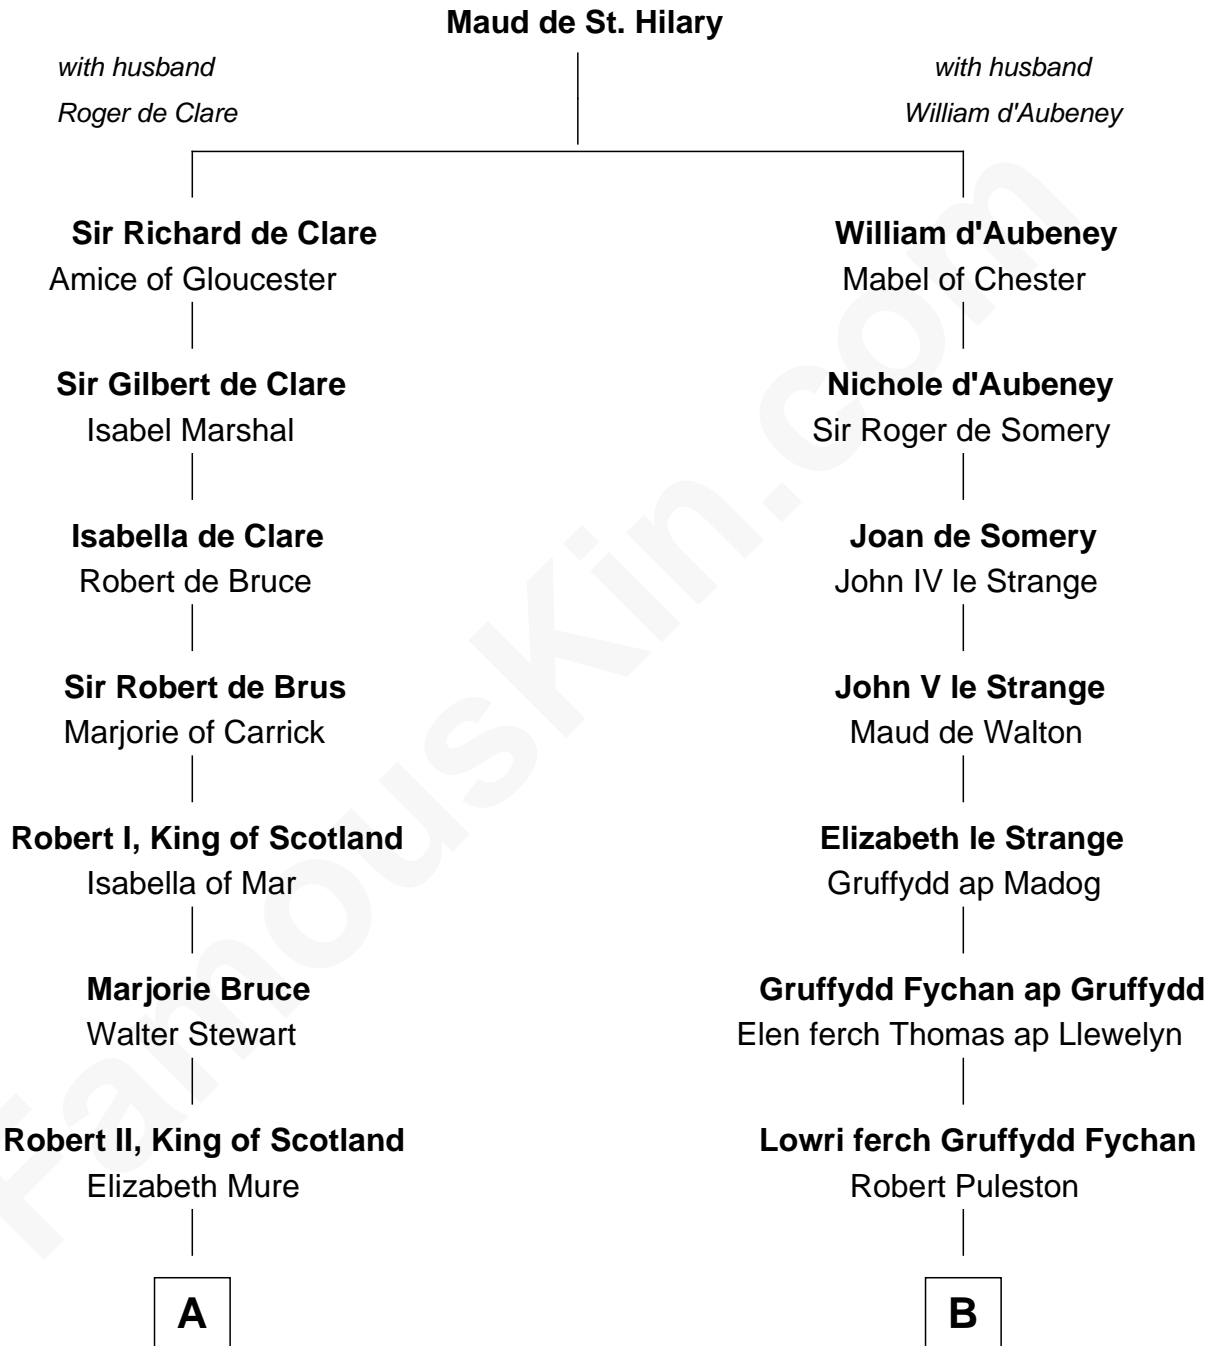 Maud de St. Hilary
with husband
Roger de Clare
with husband
William d'Aubeney
Sir Richard de Clare
Amice of Gloucester
William d'Aubeney
Mabel of Chester
Sir Gilbert de Clare
Isabel Marshal
Nichole d'Aubeney
Sir Roger de Somery
Isabella de Clare
Robert de Bruce
Joan de Somery
John IV le Strange
Sir Robert de Brus
Marjorie of Carrick
John V le Strange
Maud de Walton
Robert I, King of Scotland
Isabella of Mar
Elizabeth le Strange
Gruffydd ap Madog
Marjorie Bruce
Walter Stewart
Gruffydd Fychan ap Gruffydd
Elen ferch Thomas ap Llewelyn
Robert II, King of Scotland
Elizabeth Mure
Lowri ferch Gruffydd Fychan
Robert Puleston
A
B
FamousKin.com